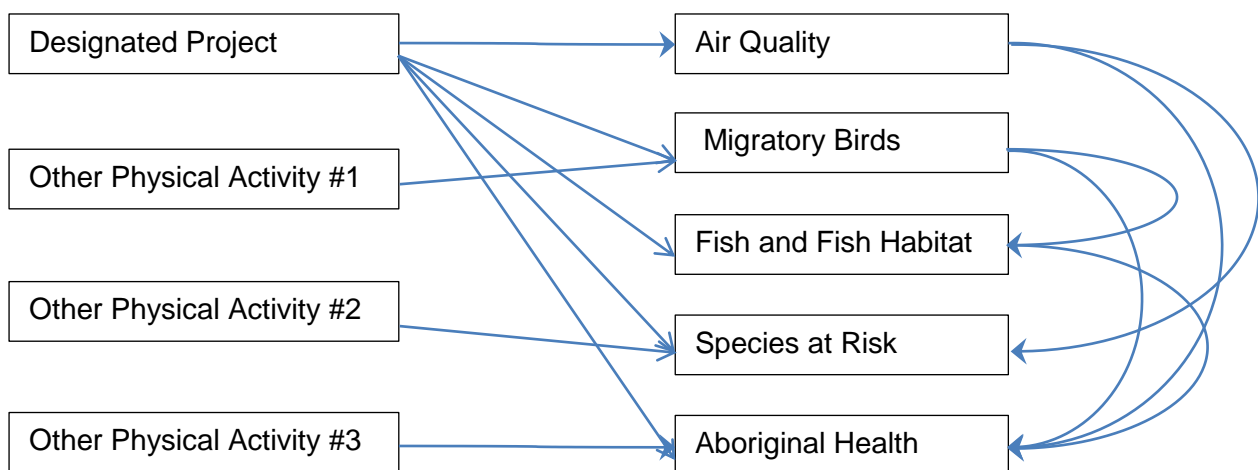 Designated Project
Other Physical Activity #1
Other Physical Activity #2
Other Physical Activity #3
Air Quality
Migratory Birds
Fish and Fish Habitat
Species at Risk
Aboriginal Health